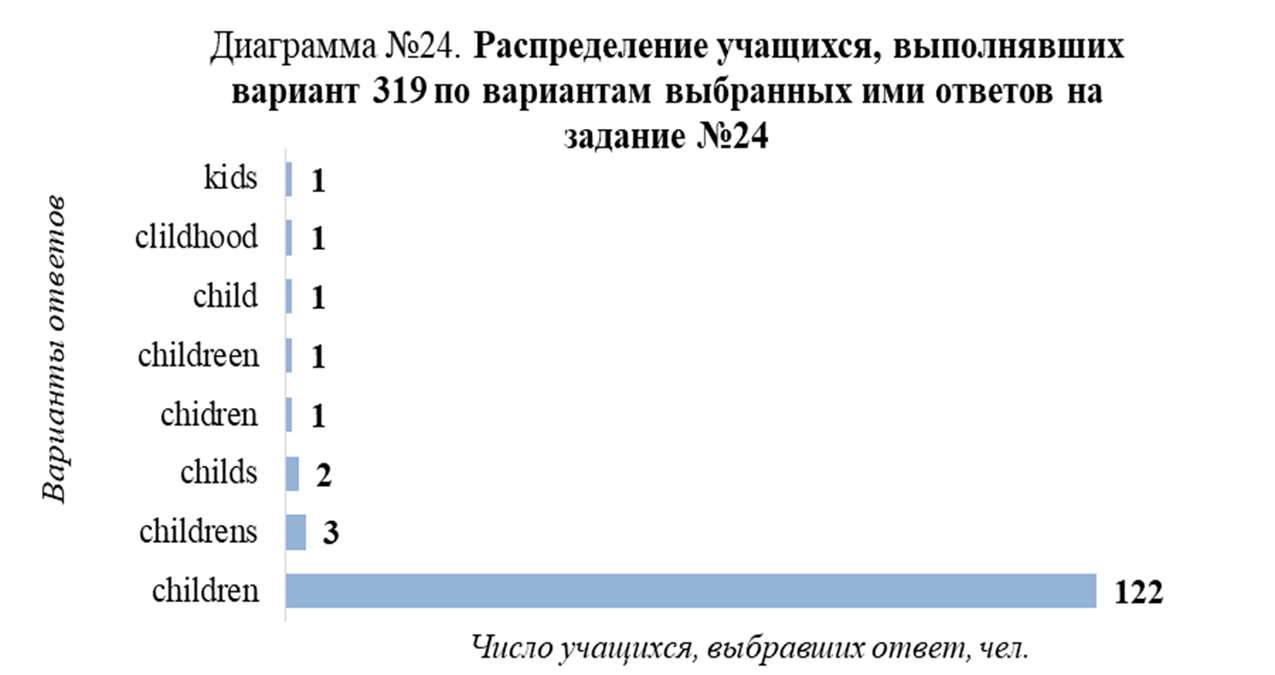 Диаграмма №24. Распределение учащихся, выполнявших
вариант 319 по вариантам выбранных ими ответов на
задание №24
Варианты ответов
kids 1
clildhood 1
child 1
childreen 1
chidren 1
childs 2
childrens 3
children 122
Число учащихся, выбравших ответ, чел.